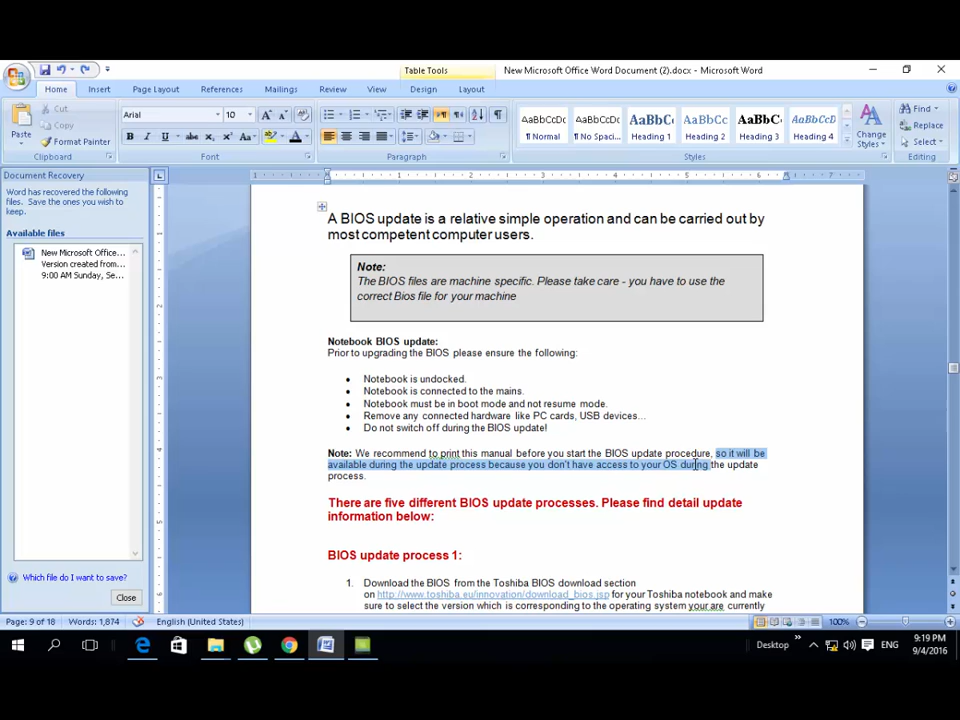 Table Tools
New Microsoft Office Word Document (2).docx - Microsoft Word
Home Insert Page Layout References Mailings Review View Design Layout
Cut
Copy
Format Painter
Paste
Clipboard
Arial 10
Font
Paragraph
AaBbCcDc AaBbCcDc AaBbCc AaBbCc AaBbCc AaBbCcD
¶ Normal ¶ No Spaci... Heading 1 Heading 2 Heading 3 Heading 4
Change Styles
Styles
Find
Replace
Select
Editing
Document Recovery
Word has recovered the following
files. Save the ones you wish to
keep.
Available files
New Microsoft Office...
Version created from...
9:00 AM Sunday, Se...
Which file do I want to save?
Close
A BIOS update is a relative simple operation and can be carried out by
most competent computer users.
Note:
The BIOS files are machine specific. Please take care - you have to use the
correct Bios file for your machine
Notebook BIOS update:
Prior to upgrading the BIOS please ensure the following:
• Notebook is undocked.
• Notebook is connected to the mains.
• Notebook must be in boot mode and not resume mode.
• Remove any connected hardware like PC cards, USB devices...
• Do not switch off during the BIOS update!
Note: We recommend to print this manual before you start the BIOS update procedure, so it will be
available during the update process because you don't have access to your OS during the update
process.
There are five different BIOS update processes. Please find detail update
information below:
BIOS update process 1:
1. Download the BIOS from the Toshiba BIOS download section
on http://www.toshiba.eu/innovation/download_bios.jsp for your Toshiba notebook and make
sure to select the version which is corresponding to the operating system your are currently
Page: 9 of 18 Words: 1,874 English (United States) 100%
Desktop ENG 9:19 PM
9/4/2016